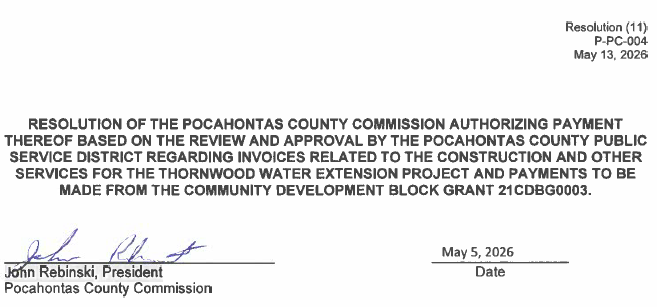 Resolution (11)
P-PC-004
May 13, 2026
RESOLUTION OF THE POCAHONTAS COUNTY COMMISSION AUTHORIZING PAYMENT
THEREOF BASED ON THE REVIEW AND APPROVAL BY THE POCAHONTAS COUNTY PUBLIC
SERVICE DISTRICT REGARDING INVOICES RELATED TO THE CONSTRUCTION AND OTHER
SERVICES FOR THE THORNWOOD WATER EXTENSION PROJECT AND PAYMENTS TO BE
MADE FROM THE COMMUNITY DEVELOPMENT BLOCK GRANT 21CDBG0003.
May 5, 2026
John Rebinski, President
Date
Pocahontas County Commission